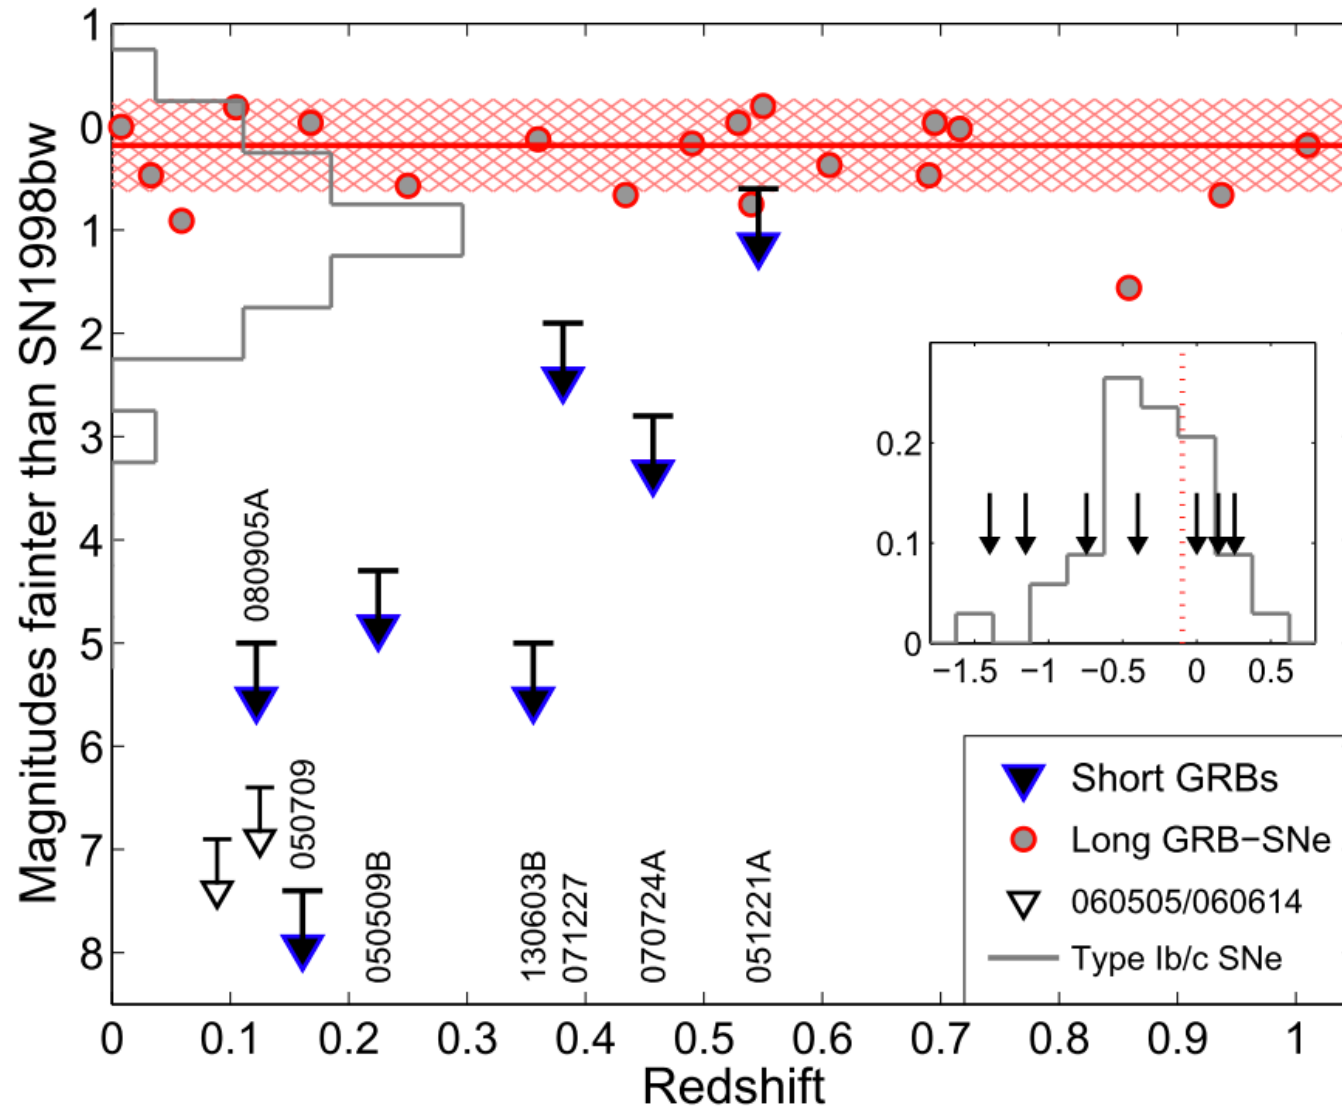 Magnitudes fainter than SN1998bw
1
0
1
2
3
4
5
6
7
8
080905A
050709
050509B
130603B
071227
070724A
051221A
0.2
0.1
0
−1.5 −1 −0.5 0 0.5
Short GRBs
Long GRB−SNe
060505/060614
Type Ib/c SNe
0 0.1 0.2 0.3 0.4 0.5 0.6 0.7 0.8 0.9 1
Redshift